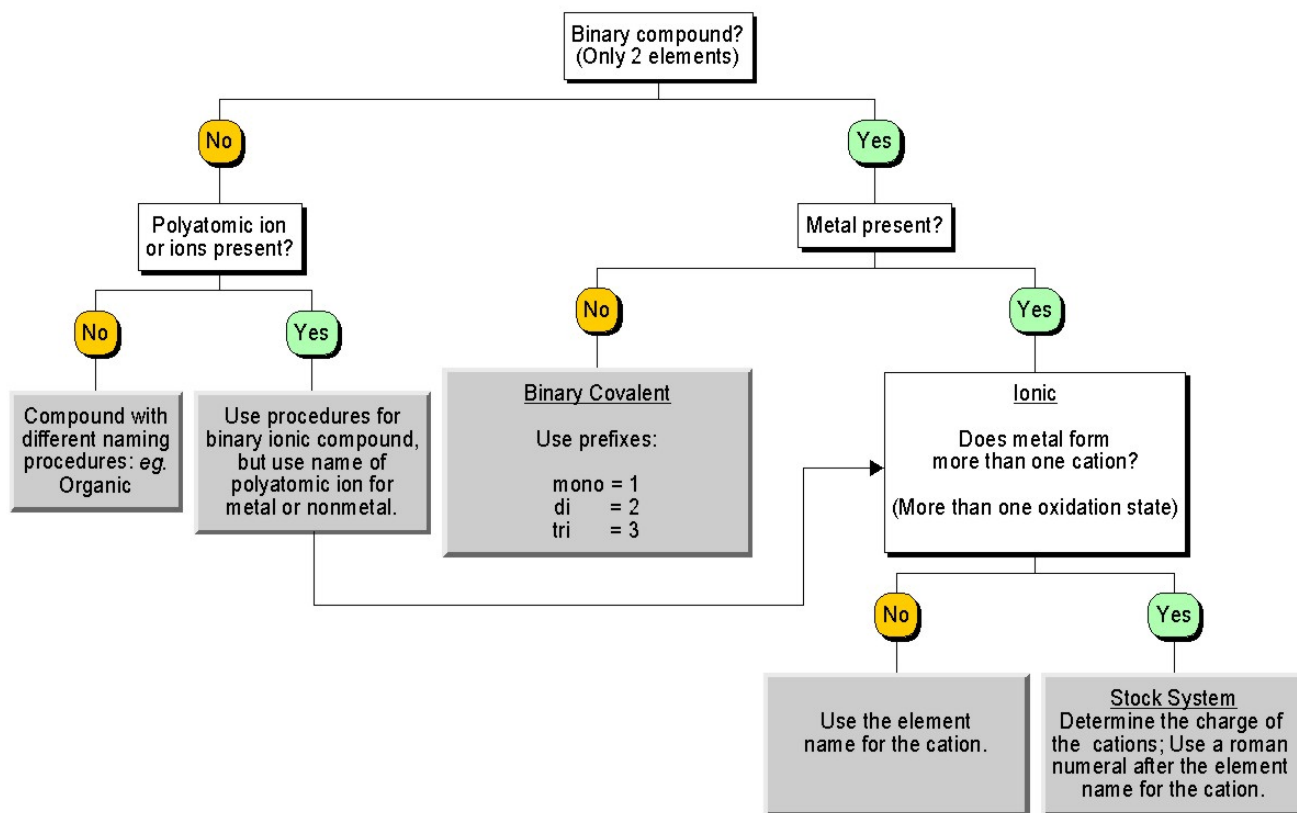 Binary compound?
(Only 2 elements)
No
Yes
Polyatomic ion
or ions present?
Metal present?
No
Yes
No
Yes
Compound with
different naming
procedures: eg.
Organic
Use procedures for
binary ionic compound,
but use name of
polyatomic ion for
metal or nonmetal.
Binary Covalent
Use prefixes:
mono = 1
di = 2
tri = 3
Ionic
Does metal form
more than one cation?
(More than one oxidation state)
No
Yes
Use the element
name for the cation.
Stock System
Determine the charge of
the cations; Use a roman
numeral after the element
name for the cation.